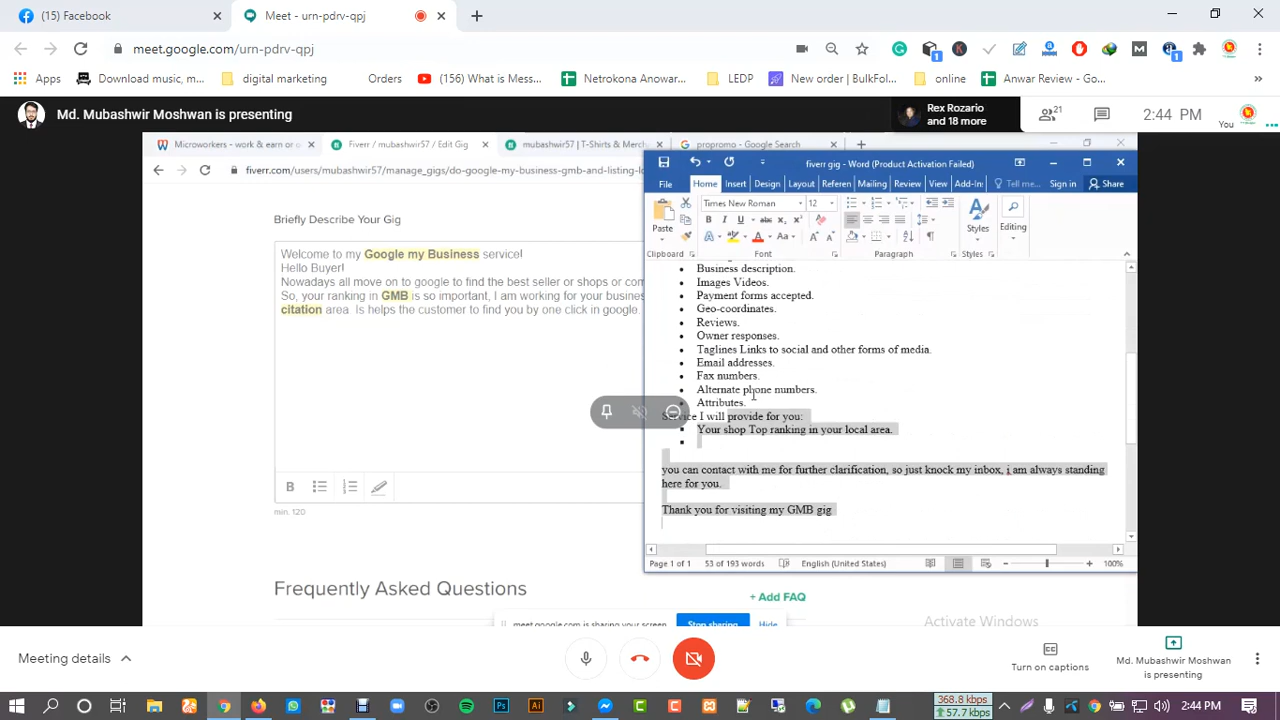 (15) Facebook
Meet - urn-pdrv-qpj
meet.google.com/urn-pdrv-qpj
Apps
Download music, m...
digital marketing
Orders
(156) What is Mess...
Netrokona Anowar...
LEDP
New order | BulkFol...
online
Anwar Review - Go...
Md. Mubashwir Moshwan is presenting
Rex Rozario
and 18 more
21
2:44 PM
You
Microworkers - work & earn or o
Fiverr / mubashwir57 / Edit Gig
mubashwir57 | T-Shirts & Merch
propromo - Google Search
fiverr.com/users/mubashwir57/manage_gigs/do-google-my-business-gmb-and-listing-lo
Briefly Describe Your Gig
Welcome to my Google my Business service!
Hello Buyer!
Nowadays all move on to google to find the best seller or shops or com
So, your ranking in GMB is so important, I am working for your busines
citation area Is helps the customer to find you by one click in google.
min. 120
Frequently Asked Questions
+ Add FAQ
meet.google.com is sharing your screen.
Stop sharing
Hide
fiverr gig - Word (Product Activation Failed)
File
Home
Insert
Design
Layout
Referen
Mailing
Review
View
Add-In:
Tell me...
Sign in
Share
Paste
Times New Roman
12
Styles
Editing
Clipboard
Font
Paragraph
Styles
Business description.
Images Videos.
Payment forms accepted.
Geo-coordinates.
Reviews.
Owner responses.
Taglines Links to social and other forms of media.
Email addresses.
Fax numbers.
Alternate phone numbers.
Attributes.
Service I will provide for you:
Your shop Top ranking in your local area.
you can contact with me for further clarification, so just knock my inbox, i am always standing
here for you.
Thank you for visiting my GMB gig
Page 1 of 1
53 of 193 words
English (United States)
100%
Activate Windows
Meeting details
Turn on captions
Md. Mubashwir Moshwan
is presenting
368.8 kbps
57.7 kbps
ENG
2:44 PM